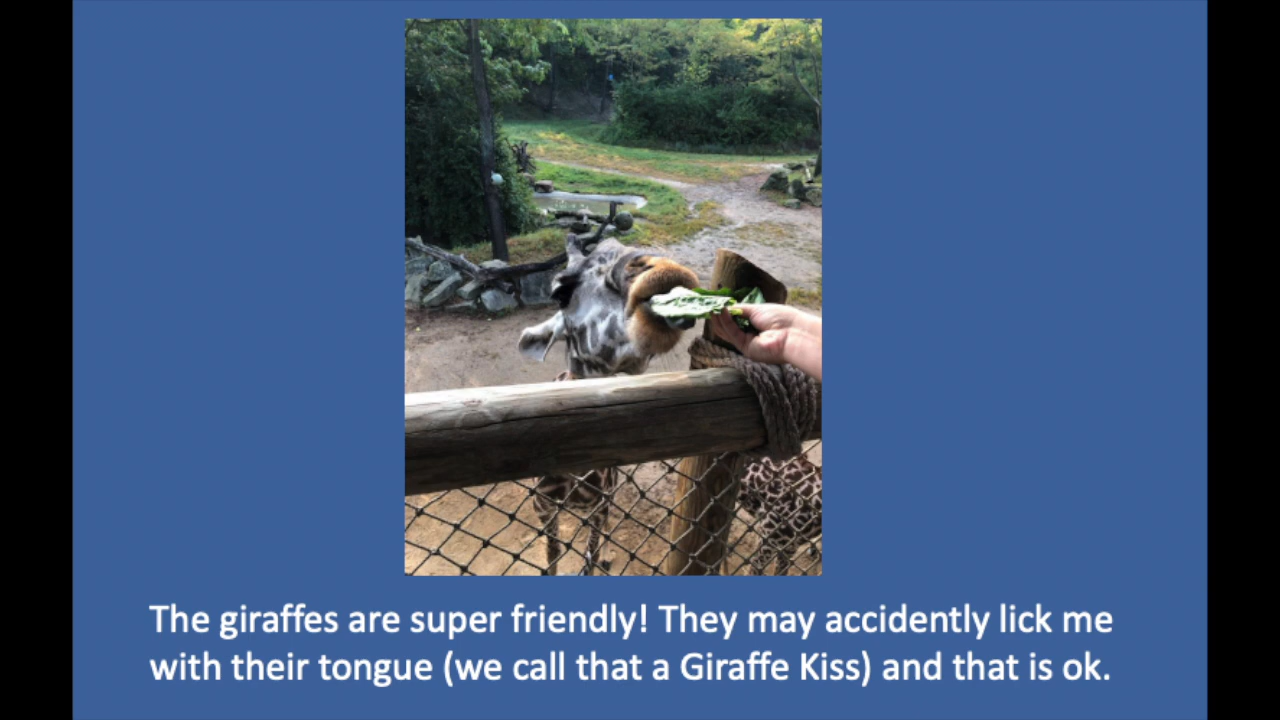 The giraffes are super friendly! They may accidently lick me
with their tongue (we call that a Giraffe Kiss) and that is ok.